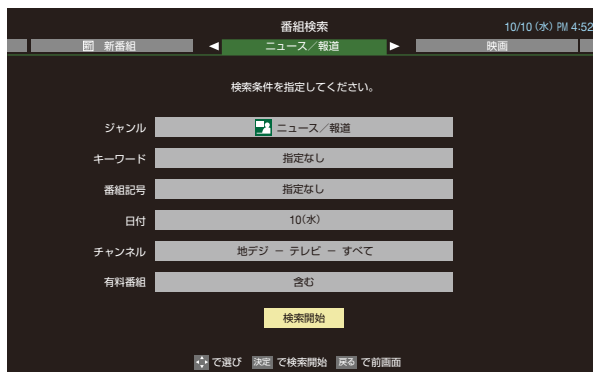 番組検索 10/10 (水) PM 4:52
新番組 ニュース／報道 映画
検索条件を指定してください。
ジャンル ニュース／報道
キーワード 指定なし
番組記号 指定なし
日付 10(水)
チャンネル 地デジ － テレビ － すべて
有料番組 含む
検索開始
で選び 決定 で検索開始 戻る で前画面